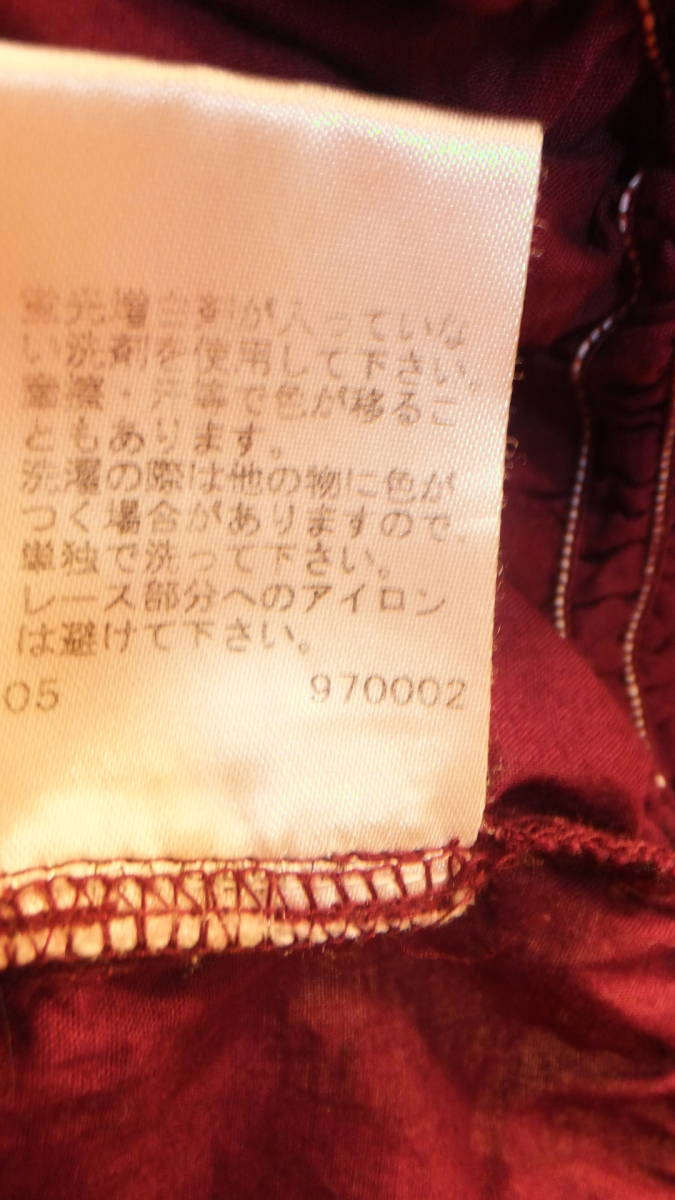 蛍光増白剤が入っていな
い洗剤を使用して下さい。
摩擦・汗等で色が移るこ
ともあります。
洗濯の際は他の物に色が
つく場合がありますので
単独で洗って下さい。
レース部分へのアイロン
は避けて下さい。
05 970002